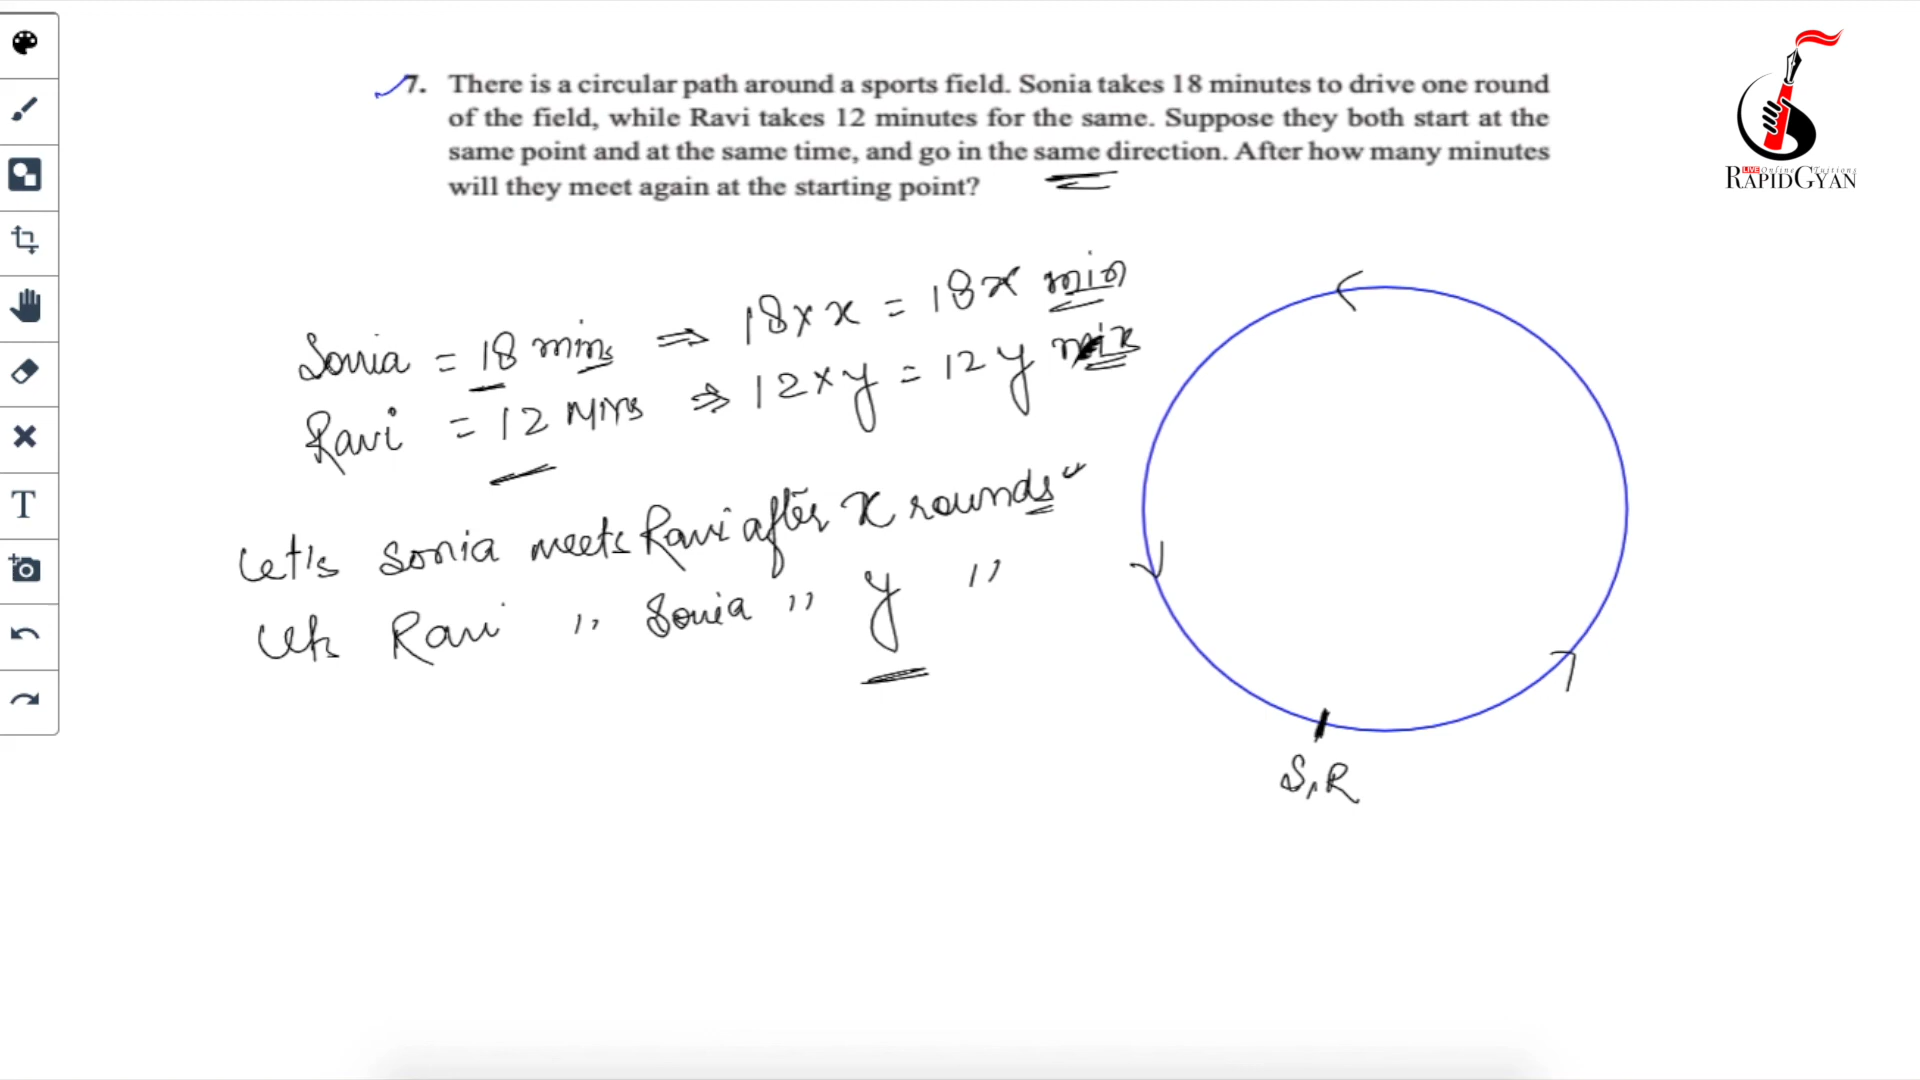 7. There is a circular path around a sports field. Sonia takes 18 minutes to drive one round
of the field, while Ravi takes 12 minutes for the same. Suppose they both start at the
same point and at the same time, and go in the same direction. After how many minutes
will they meet again at the starting point?
LIVE Online Tuitions
RAPIDGYAN
Sonia = 18 mins ⇒ 18 × x = 18x min
Ravi = 12 mins ⇒ 12 × y = 12y min
Let's Sonia meets Ravi after x rounds
Let's Ravi " Sonia " y "
S, R
T